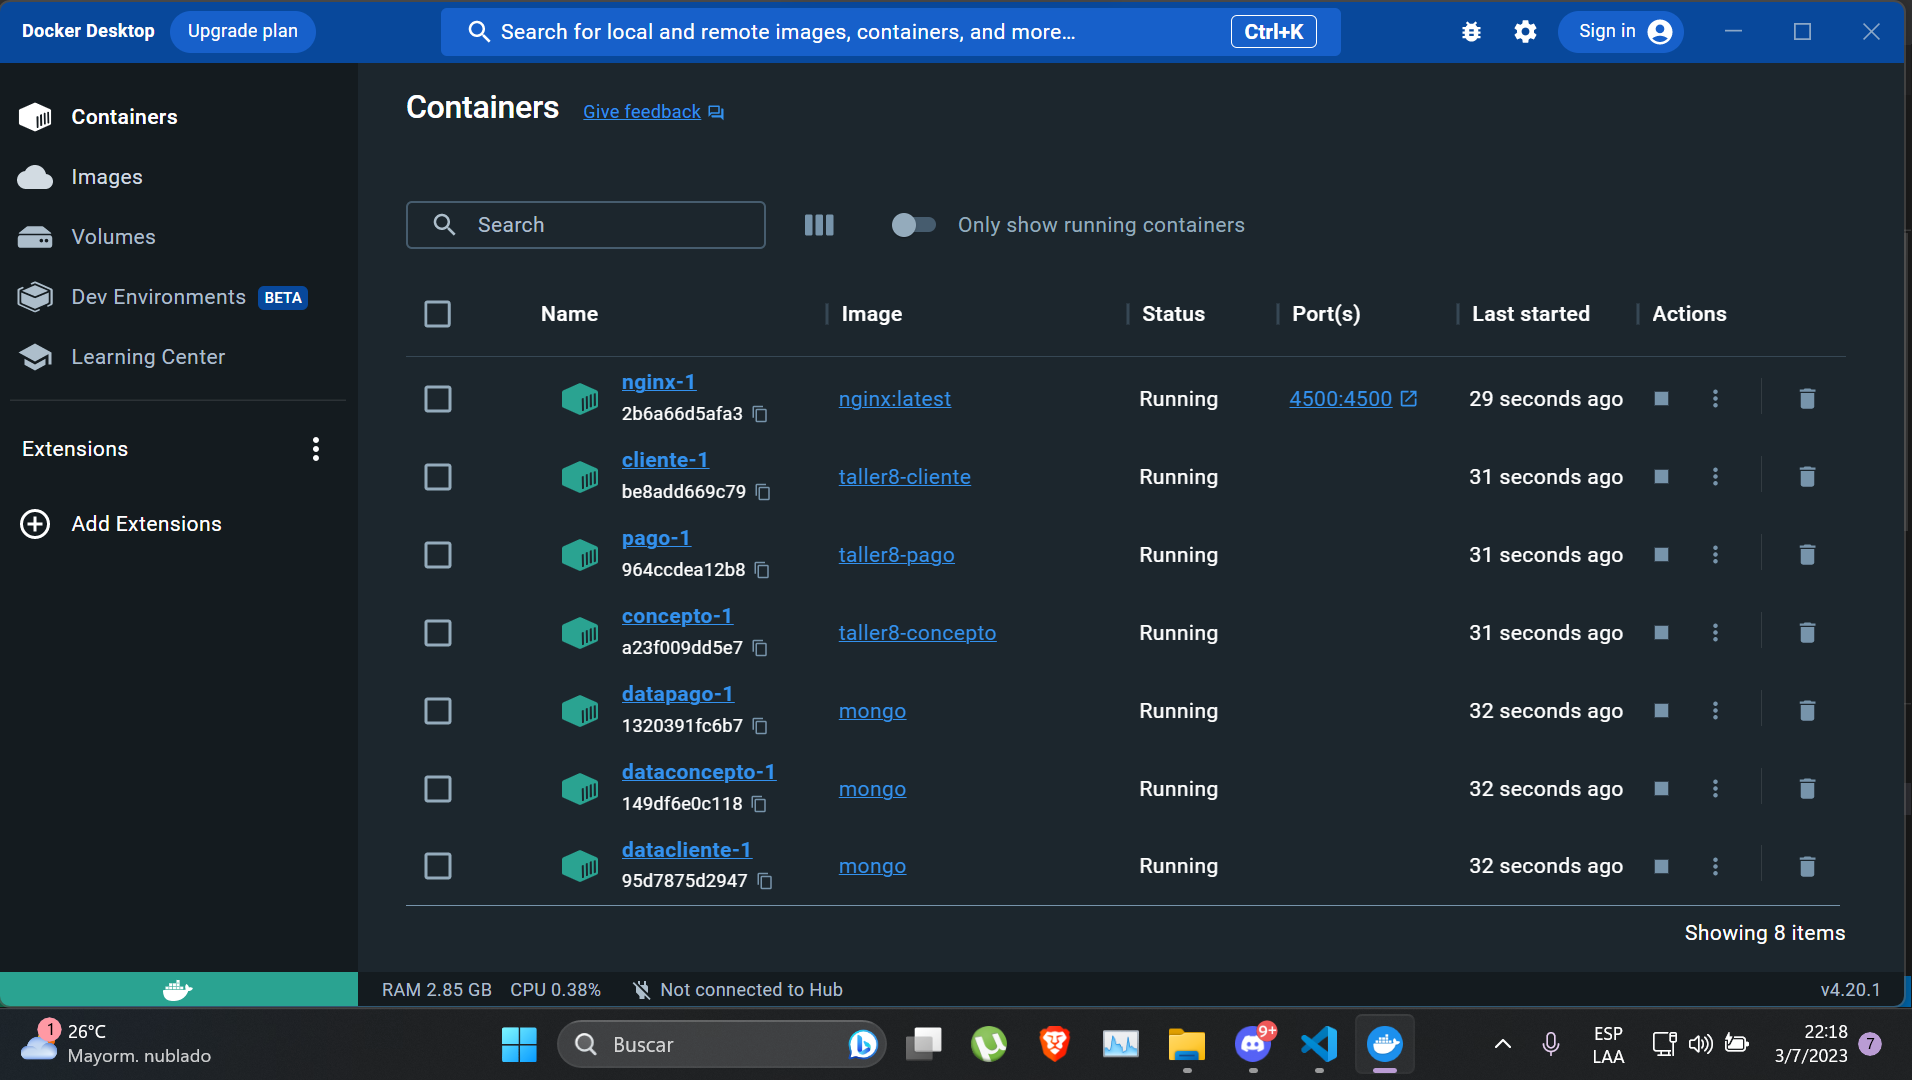 Docker Desktop Upgrade plan Search for local and remote images, containers, and more... Ctrl+K Sign in
Containers
Images
Volumes
Dev Environments BETA
Learning Center
Extensions
Add Extensions
Containers Give feedback
Search Only show running containers
Name Image Status Port(s) Last started Actions
nginx-1
2b6a66d5afa3 nginx:latest Running 4500:4500 29 seconds ago
cliente-1
be8add669c79 taller8-cliente Running 31 seconds ago
pago-1
964ccdea12b8 taller8-pago Running 31 seconds ago
concepto-1
a23f009dd5e7 taller8-concepto Running 31 seconds ago
datapago-1
1320391fc6b7 mongo Running 32 seconds ago
dataconcepto-1
149df6e0c118 mongo Running 32 seconds ago
datacliente-1
95d7875d2947 mongo Running 32 seconds ago
Showing 8 items
RAM 2.85 GB CPU 0.38% Not connected to Hub v4.20.1
1 26°C
Mayorm. nublado
Buscar
9+
ESP
LAA
22:18
3/7/2023
7